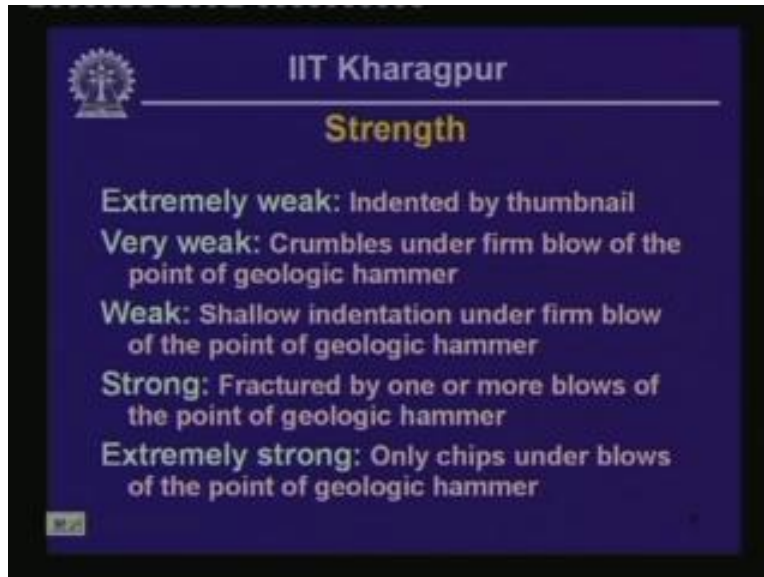 IIT Kharagpur
Strength
Extremely weak: Indented by thumbnail
Very weak: Crumbles under firm blow of the
point of geologic hammer
Weak: Shallow indentation under firm blow
of the point of geologic hammer
Strong: Fractured by one or more blows of
the point of geologic hammer
Extremely strong: Only chips under blows
of the point of geologic hammer